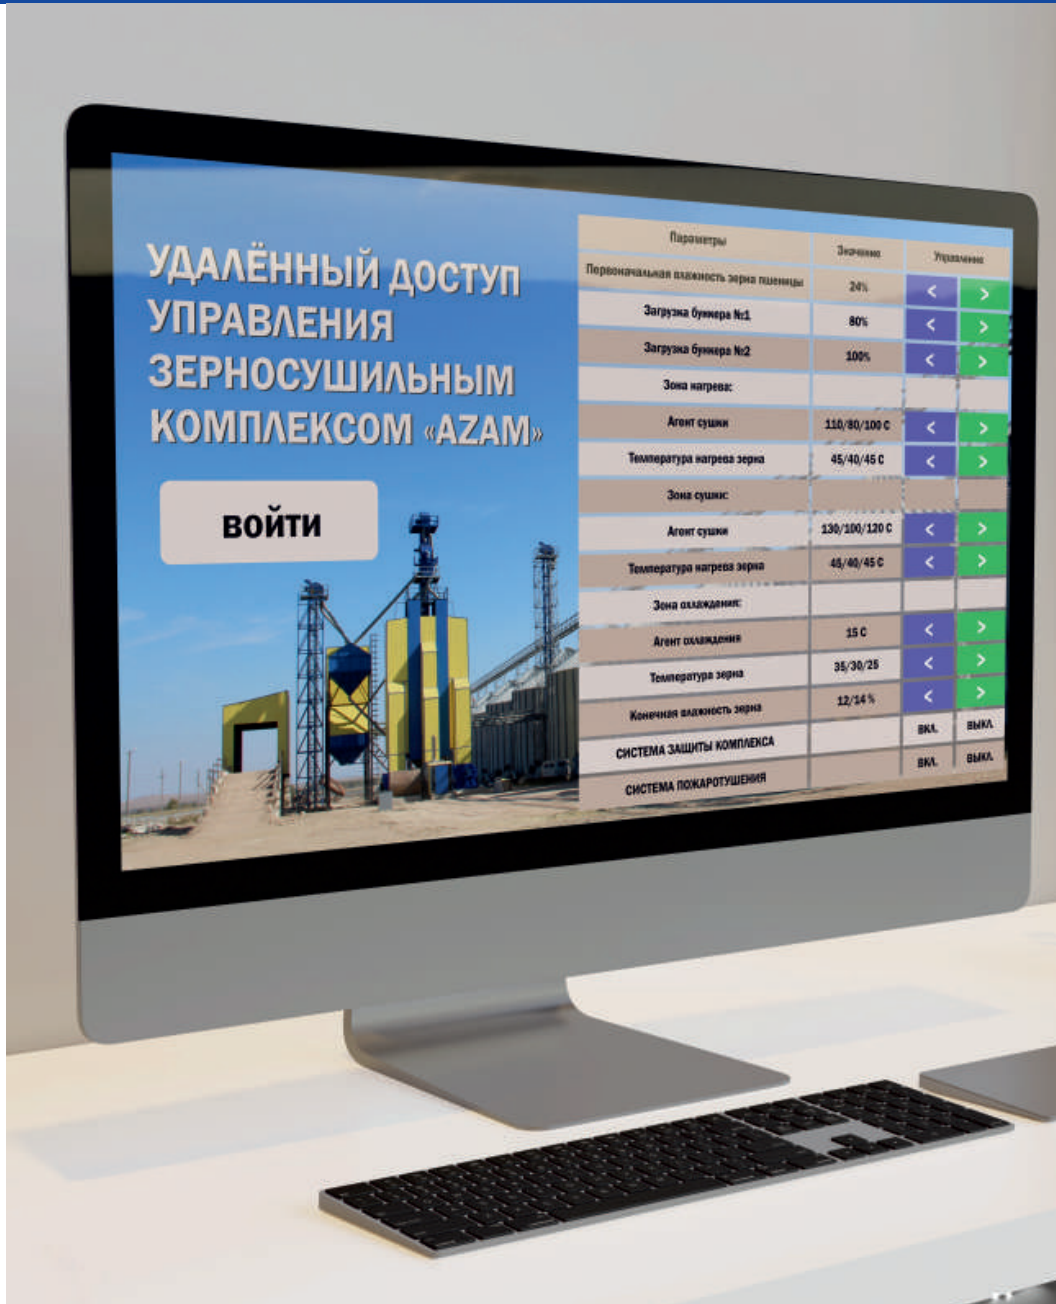 УДАЛЁННЫЙ ДОСТУП
УПРАВЛЕНИЯ
ЗЕРНОСУШИЛЬНЫМ
КОМПЛЕКСОМ «AZAM»
ВОЙТИ
Параметры Значение Управление
Первоначальная влажность зерна пшеницы 24% < >
Загрузка бункера №1 80% < >
Загрузка бункера №2 100% < >
Зона нагрева:
Агент сушки 110/80/100 С < >
Температура нагрева зерна 45/40/45 С < >
Зона сушки:
Агент сушки 130/100/120 С < >
Температура нагрева зерна 45/40/45 С < >
Зона охлаждения:
Агент охлаждения 15 С < >
Температура зерна 35/30/25 < >
Конечная влажность зерна 12/14 % < >
СИСТЕМА ЗАЩИТЫ КОМПЛЕКСА ВКЛ. ВЫКЛ.
СИСТЕМА ПОЖАРОТУШЕНИЯ ВКЛ. ВЫКЛ.